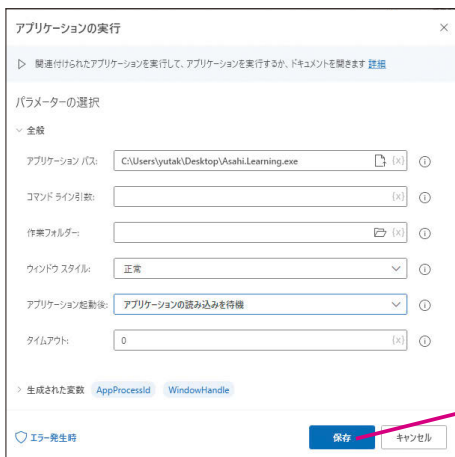 アプリケーションの実行
関連付けられたアプリケーションを実行して、アプリケーションを実行するか、ドキュメントを開きます 詳細
パラメーターの選択
全般
アプリケーション パス: C:\Users\yutak\Desktop\Asahi.Learning.exe {x}
コマンド ライン引数: {x}
作業フォルダー: {x}
ウィンドウ スタイル: 正常
アプリケーション起動後: アプリケーションの読み込みを待機
タイムアウト: 0 {x}
生成された変数 AppProcessId WindowHandle
エラー発生時 保存 キャンセル